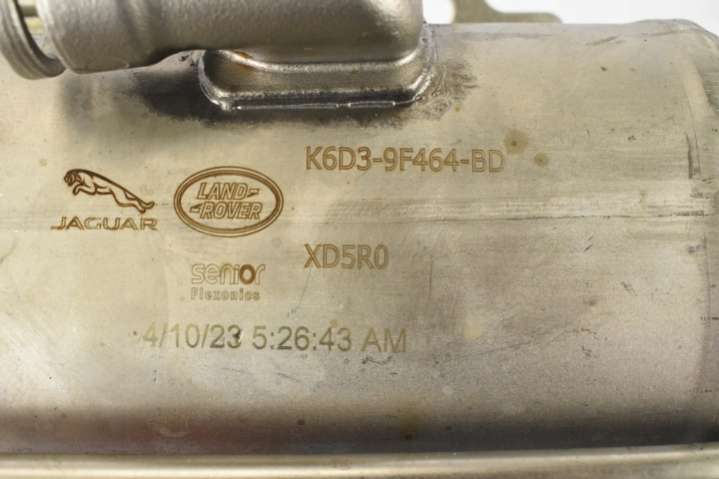 K6D3-9F464-BD
JAGUAR
LAND-
-ROVER
XD5R0
senior
Flexonics
4/10/23 5:26:43 AM